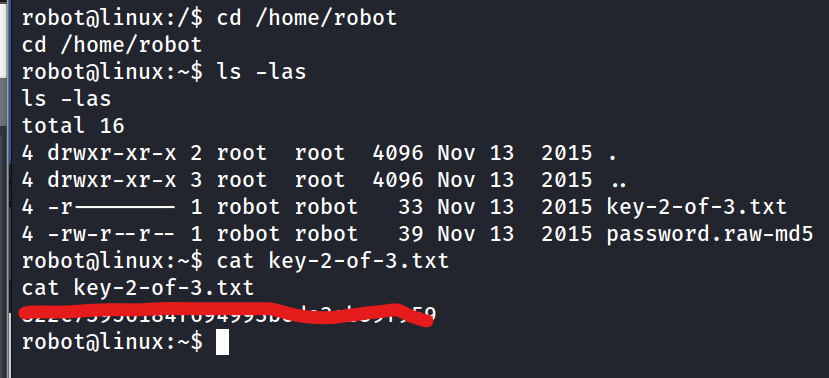 robot@linux:/$ cd /home/robot
cd /home/robot
robot@linux:~$ ls -las
ls -las
total 16
4 drwxr-xr-x 2 root  root  4096 Nov 13  2015 .
4 drwxr-xr-x 3 root  root  4096 Nov 13  2015 ..
4 -r-------- 1 robot robot   33 Nov 13  2015 key-2-of-3.txt
4 -rw-r--r-- 1 robot robot   39 Nov 13  2015 password.raw-md5
robot@linux:~$ cat key-2-of-3.txt
cat key-2-of-3.txt
robot@linux:~$